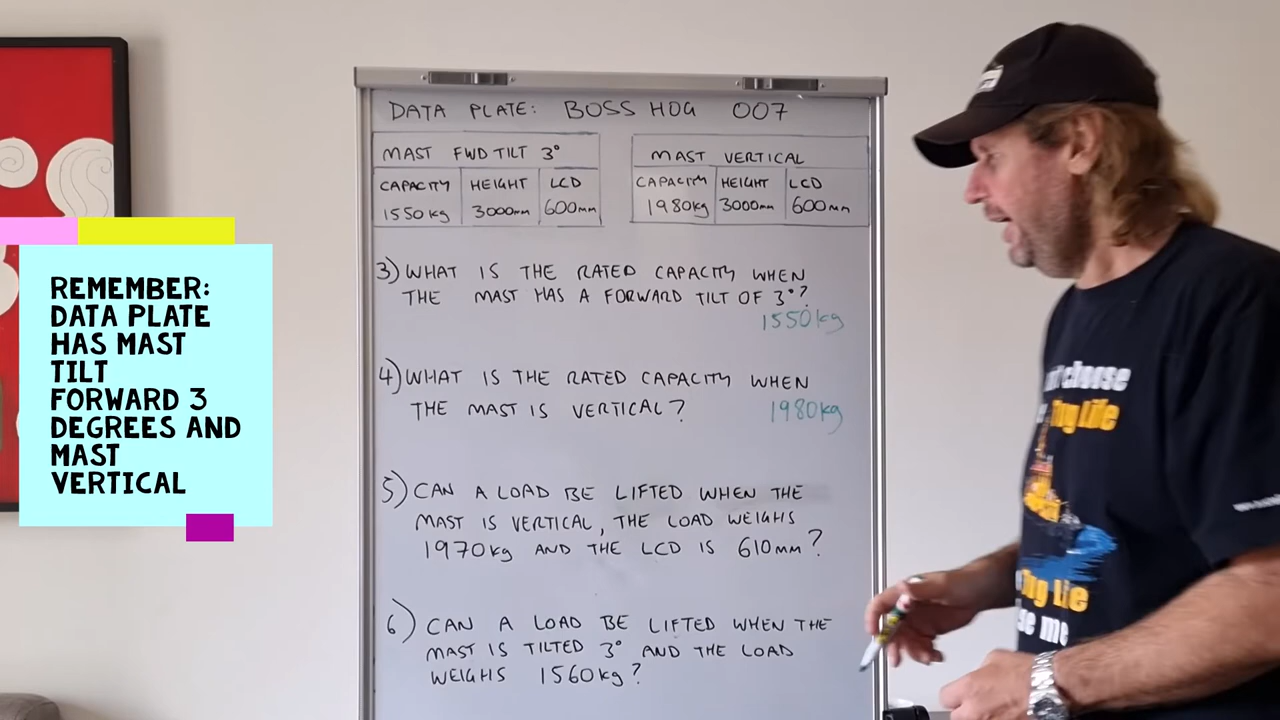 DATA PLATE: BOSS HOG 007
MAST FWD TILT 3°
CAPACITY HEIGHT LCD
1550kg 3000mm 600mm
MAST VERTICAL
CAPACITY HEIGHT LCD
1980kg 3000mm 600mm
3) WHAT IS THE RATED CAPACITY WHEN
THE MAST HAS A FORWARD TILT OF 3°?
1550kg
4) WHAT IS THE RATED CAPACITY WHEN
THE MAST IS VERTICAL? 1980kg
5) CAN A LOAD BE LIFTED WHEN THE
MAST IS VERTICAL, THE LOAD WEIGHS
1970kg AND THE LCD IS 610mm?
6) CAN A LOAD BE LIFTED WHEN THE
MAST IS TILTED 3° AND THE LOAD
WEIGHS 1560kg?
REMEMBER:
DATA PLATE
HAS MAST
TILT
FORWARD 3
DEGREES AND
MAST
VERTICAL
choose
Life
me